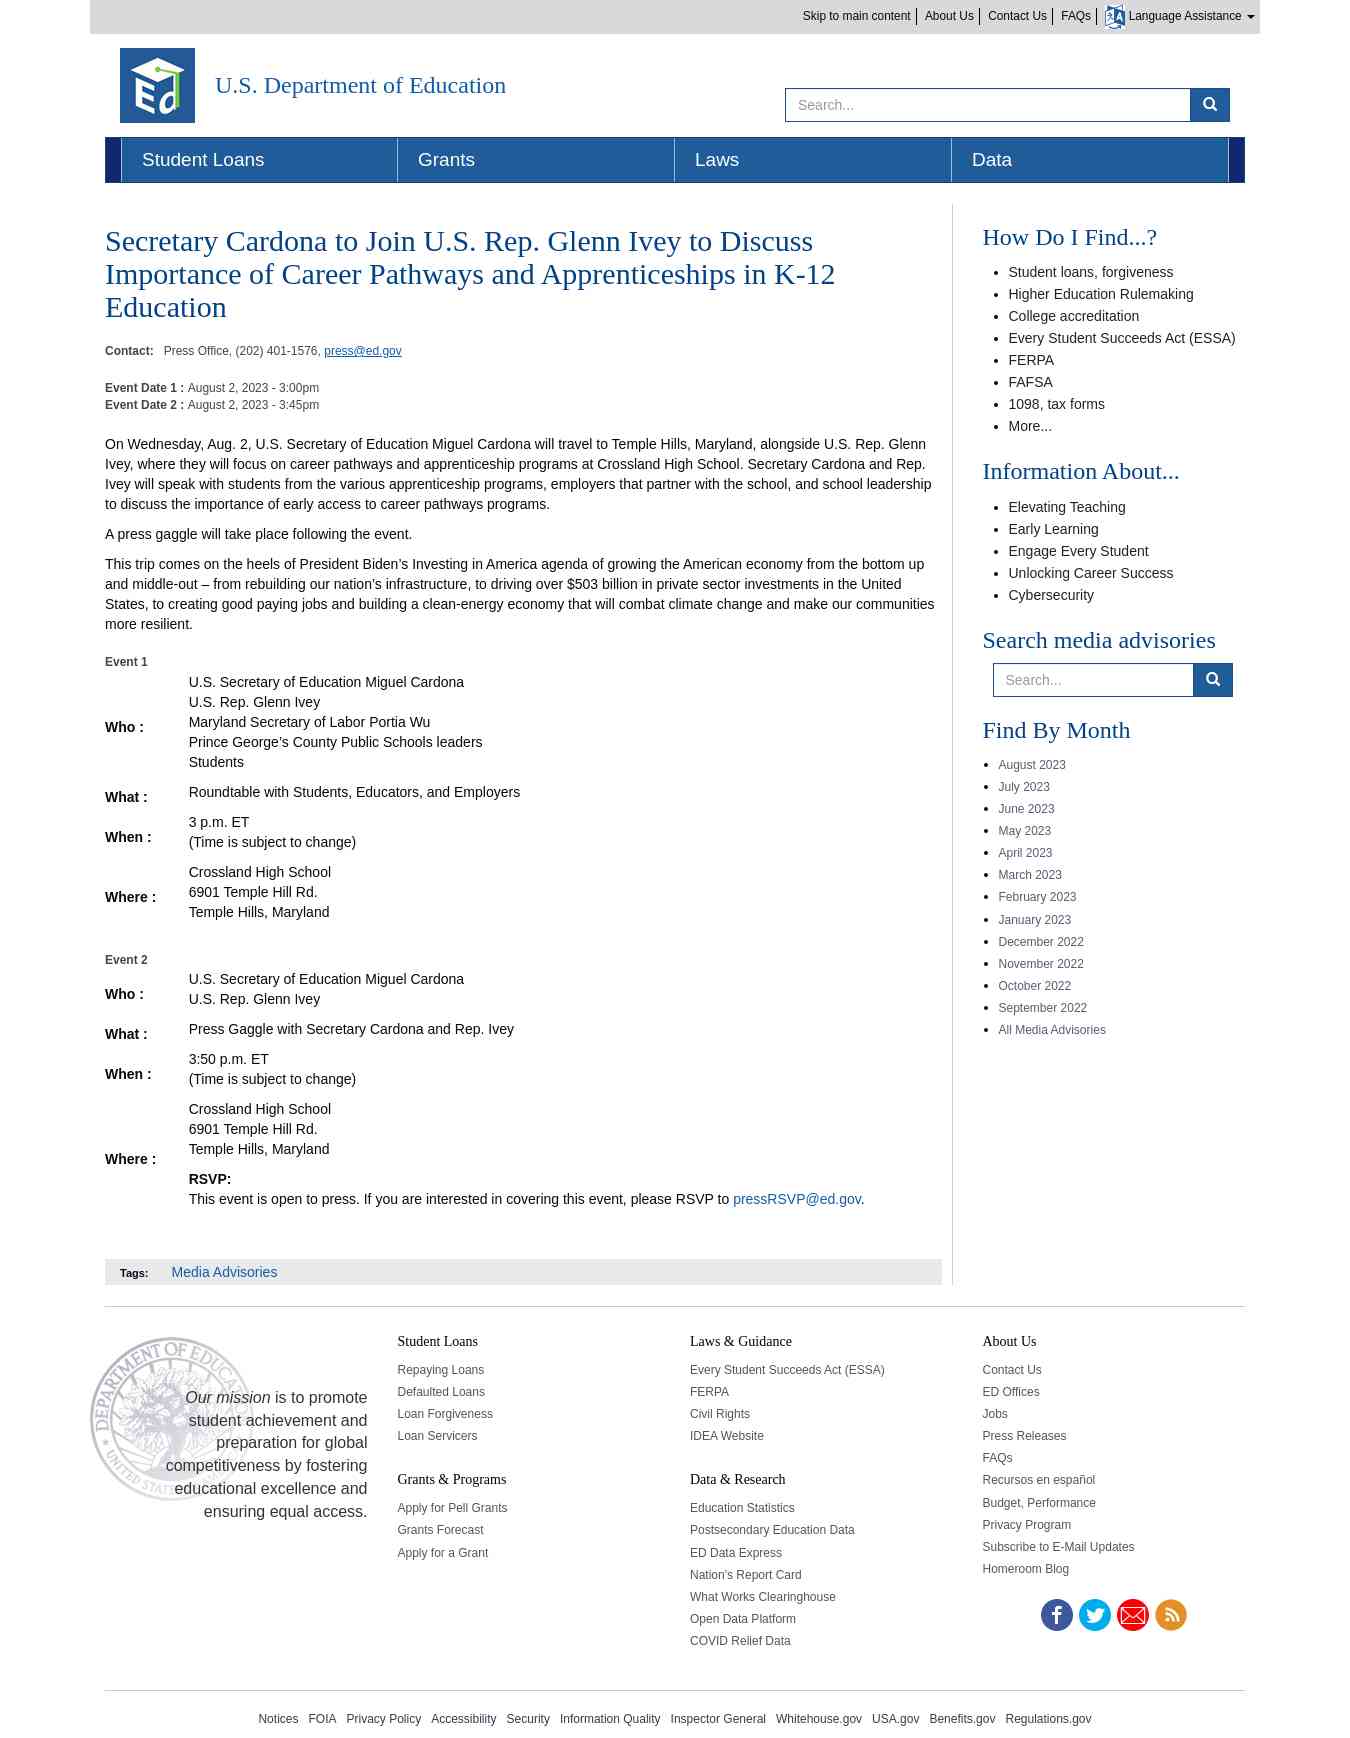 Skip to main content
About Us
Contact Us
FAQs
Language Assistance
Ed
U.S. Department of Education
Search...
Student Loans
Grants
Laws
Data
Secretary Cardona to Join U.S. Rep. Glenn Ivey to Discuss
Importance of Career Pathways and Apprenticeships in K-12
Education
Contact: Press Office, (202) 401-1576, press@ed.gov
Event Date 1 : August 2, 2023 - 3:00pm
Event Date 2 : August 2, 2023 - 3:45pm
On Wednesday, Aug. 2, U.S. Secretary of Education Miguel Cardona will travel to Temple Hills, Maryland, alongside U.S. Rep. Glenn
Ivey, where they will focus on career pathways and apprenticeship programs at Crossland High School. Secretary Cardona and Rep.
Ivey will speak with students from the various apprenticeship programs, employers that partner with the school, and school leadership
to discuss the importance of early access to career pathways programs.
A press gaggle will take place following the event.
This trip comes on the heels of President Biden’s Investing in America agenda of growing the American economy from the bottom up
and middle-out – from rebuilding our nation’s infrastructure, to driving over $503 billion in private sector investments in the United
States, to creating good paying jobs and building a clean-energy economy that will combat climate change and make our communities
more resilient.
Event 1
Who :
U.S. Secretary of Education Miguel Cardona
U.S. Rep. Glenn Ivey
Maryland Secretary of Labor Portia Wu
Prince George’s County Public Schools leaders
Students
What :
Roundtable with Students, Educators, and Employers
When :
3 p.m. ET
(Time is subject to change)
Where :
Crossland High School
6901 Temple Hill Rd.
Temple Hills, Maryland
Event 2
Who :
U.S. Secretary of Education Miguel Cardona
U.S. Rep. Glenn Ivey
What :
Press Gaggle with Secretary Cardona and Rep. Ivey
When :
3:50 p.m. ET
(Time is subject to change)
Where :
Crossland High School
6901 Temple Hill Rd.
Temple Hills, Maryland
RSVP:
This event is open to press. If you are interested in covering this event, please RSVP to pressRSVP@ed.gov.
Tags: Media Advisories
How Do I Find...?
Student loans, forgiveness
Higher Education Rulemaking
College accreditation
Every Student Succeeds Act (ESSA)
FERPA
FAFSA
1098, tax forms
More...
Information About...
Elevating Teaching
Early Learning
Engage Every Student
Unlocking Career Success
Cybersecurity
Search media advisories
Search...
Find By Month
August 2023
July 2023
June 2023
May 2023
April 2023
March 2023
February 2023
January 2023
December 2022
November 2022
October 2022
September 2022
All Media Advisories
DEPARTMENT OF EDUCA
UNITED STAT
Our mission is to promote
student achievement and
preparation for global
competitiveness by fostering
educational excellence and
ensuring equal access.
Student Loans
Repaying Loans
Defaulted Loans
Loan Forgiveness
Loan Servicers
Grants & Programs
Apply for Pell Grants
Grants Forecast
Apply for a Grant
Laws & Guidance
Every Student Succeeds Act (ESSA)
FERPA
Civil Rights
IDEA Website
Data & Research
Education Statistics
Postsecondary Education Data
ED Data Express
Nation's Report Card
What Works Clearinghouse
Open Data Platform
COVID Relief Data
About Us
Contact Us
ED Offices
Jobs
Press Releases
FAQs
Recursos en español
Budget, Performance
Privacy Program
Subscribe to E-Mail Updates
Homeroom Blog
Notices FOIA Privacy Policy Accessibility Security Information Quality Inspector General Whitehouse.gov USA.gov Benefits.gov Regulations.gov